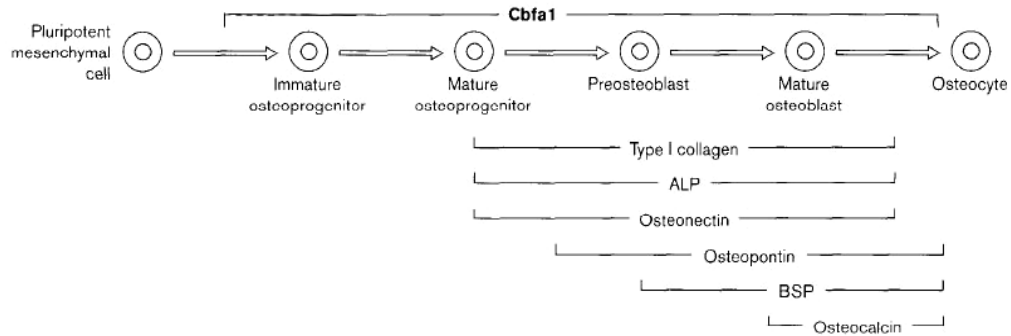 Cbfa1
Pluripotent
mesenchymal
cell
Immature
osteoprogenitor
Mature
osteoprogenitor
Preosteoblast
Mature
osteoblast
Osteocyte
Type I collagen
ALP
Osteonectin
Osteopontin
BSP
Osteocalcin